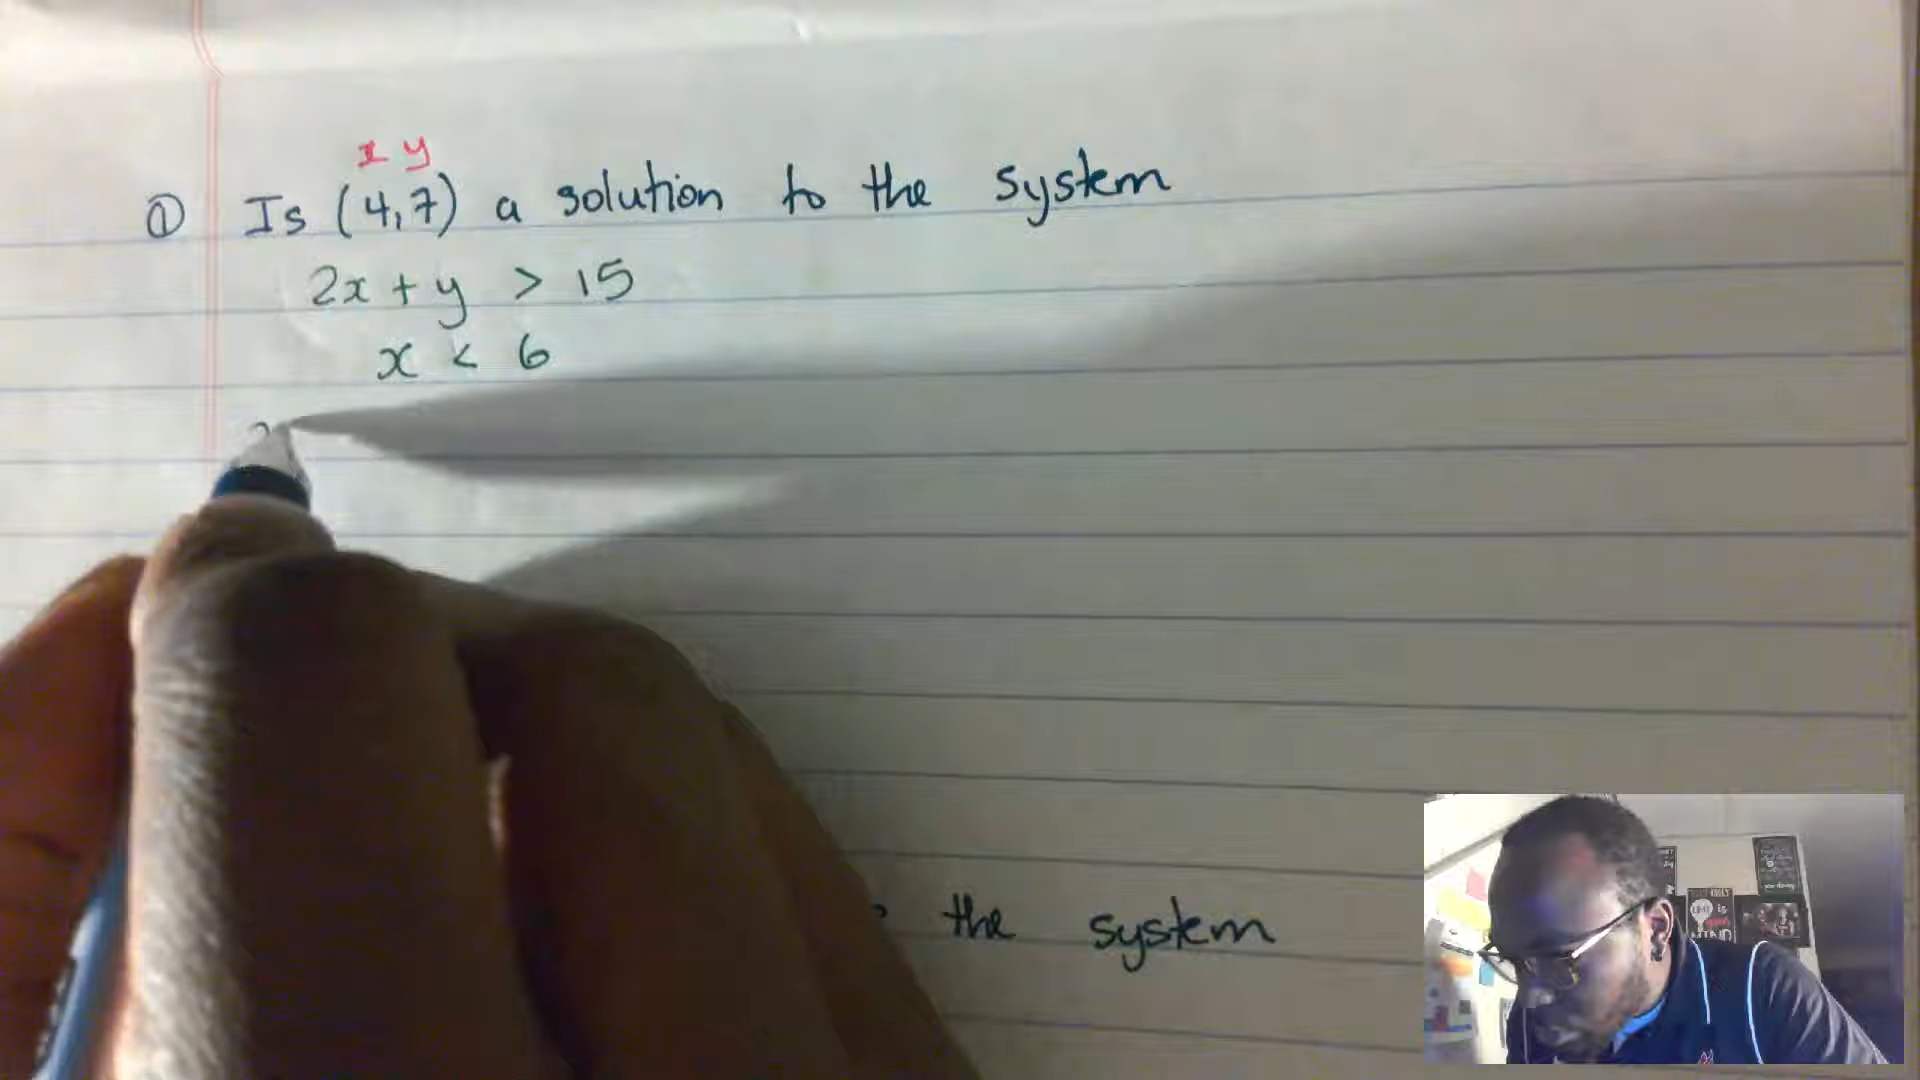 x y
① Is (4,7) a solution to the system
2x + y > 15
x < 6
the system